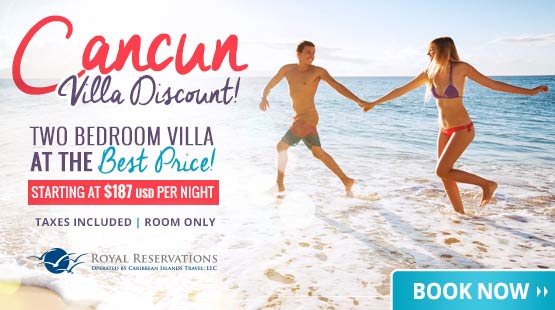 Cancun
Villa Discount!
TWO BEDROOM VILLA
AT THE Best Price!
STARTING AT $187 USD PER NIGHT
TAXES INCLUDED | ROOM ONLY
ROYAL RESERVATIONS
OPERATED BY CARIBBEAN ISLANDS TRAVEL, LLC
BOOK NOW